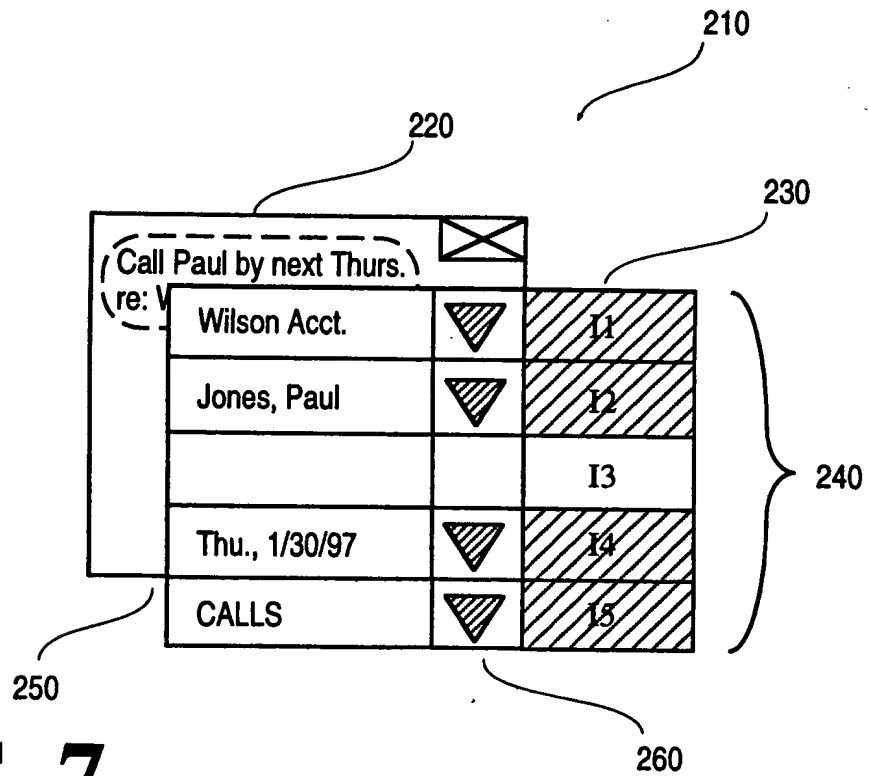 210
220
230
Call Paul by next Thurs.
re: W
Wilson Acct. I1
Jones, Paul I2
I3
240
Thu., 1/30/97 I4
CALLS I5
250
260
7